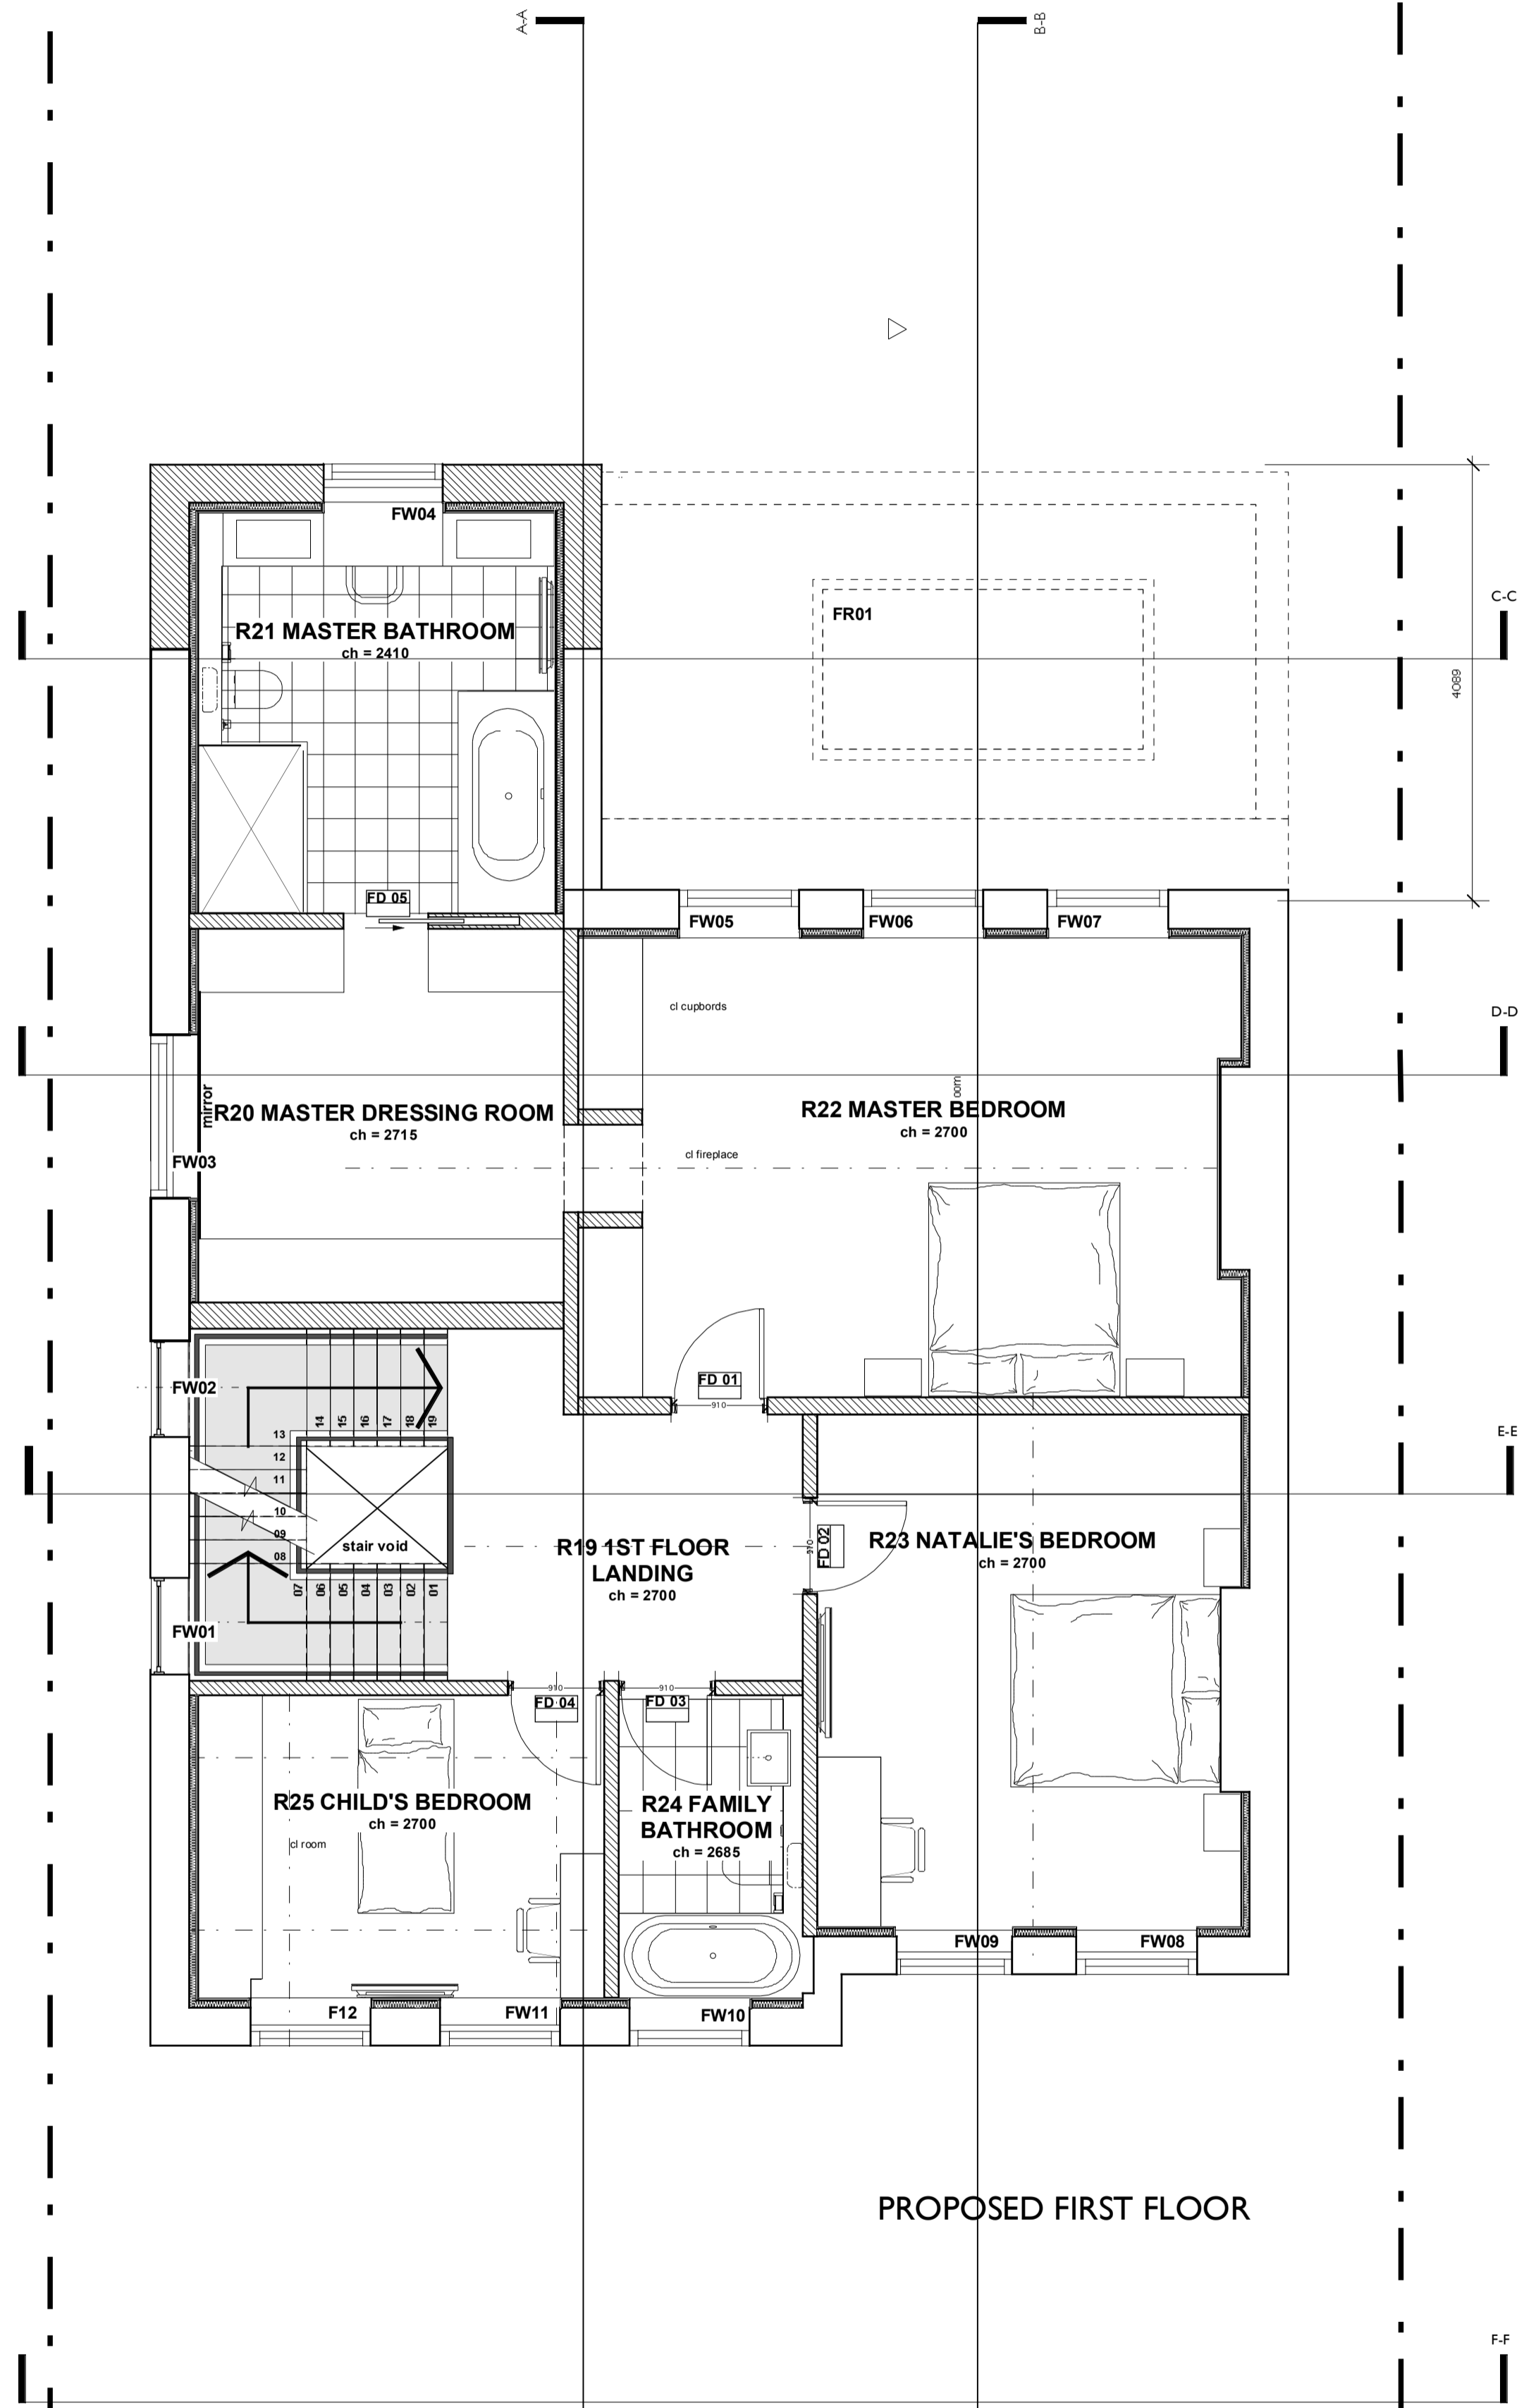 A-A
B-B
FW04
R21 MASTER BATHROOM
ch = 2410
FR01
C-C
4089
FD 05
FW05
FW06
FW07
cl cupbords
D-D
mirror
oom
R20 MASTER DRESSING ROOM
ch = 2715
R22 MASTER BEDROOM
ch = 2700
cl fireplace
FW03
FW02
FD 01
910
14
15
16
17
18
19
13
12
11
10
09
08
E-E
stair void
R19 1ST FLOOR
LANDING
ch = 2700
FD 02
910
R23 NATALIE'S BEDROOM
ch = 2700
07
06
05
04
03
02
01
FW01
910
FD 04
910
FD 03
R25 CHILD'S BEDROOM
ch = 2700
cl room
R24 FAMILY
BATHROOM
ch = 2685
FW09
FW08
F12
FW11
FW10
PROPOSED FIRST FLOOR
F-F